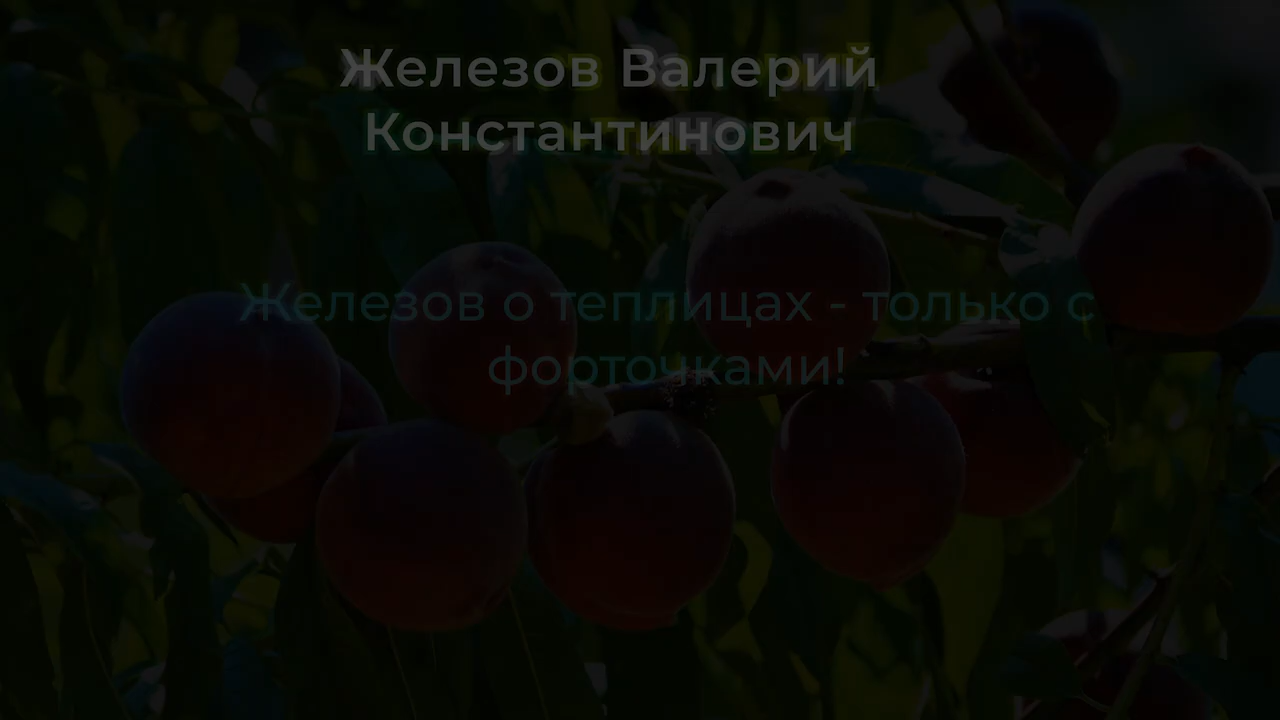 Железов Валерий
Константинович
Железов о теплицах - только с
форточками!